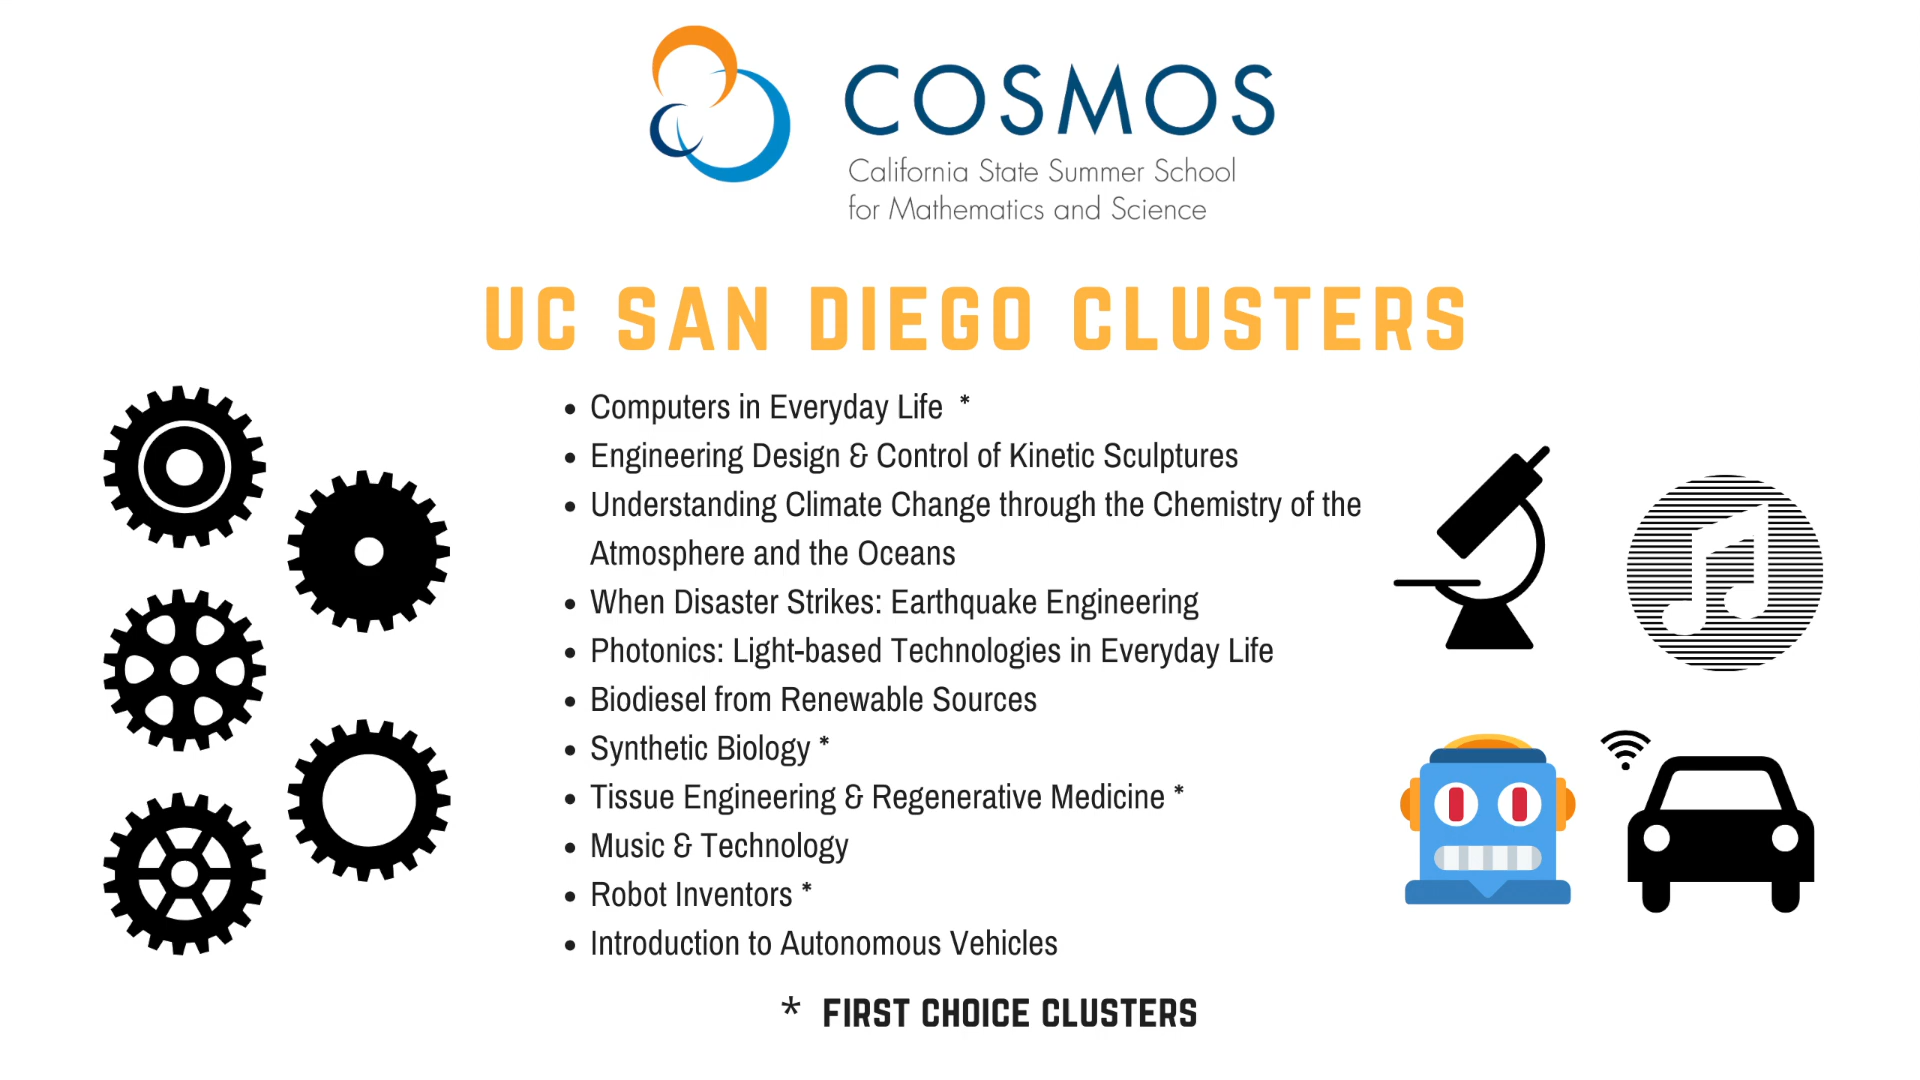 COSMOS
California State Summer School
for Mathematics and Science
UC SAN DIEGO CLUSTERS
• Computers in Everyday Life *
• Engineering Design & Control of Kinetic Sculptures
• Understanding Climate Change through the Chemistry of the
Atmosphere and the Oceans
• When Disaster Strikes: Earthquake Engineering
• Photonics: Light-based Technologies in Everyday Life
• Biodiesel from Renewable Sources
• Synthetic Biology *
• Tissue Engineering & Regenerative Medicine *
• Music & Technology
• Robot Inventors *
• Introduction to Autonomous Vehicles
* FIRST CHOICE CLUSTERS